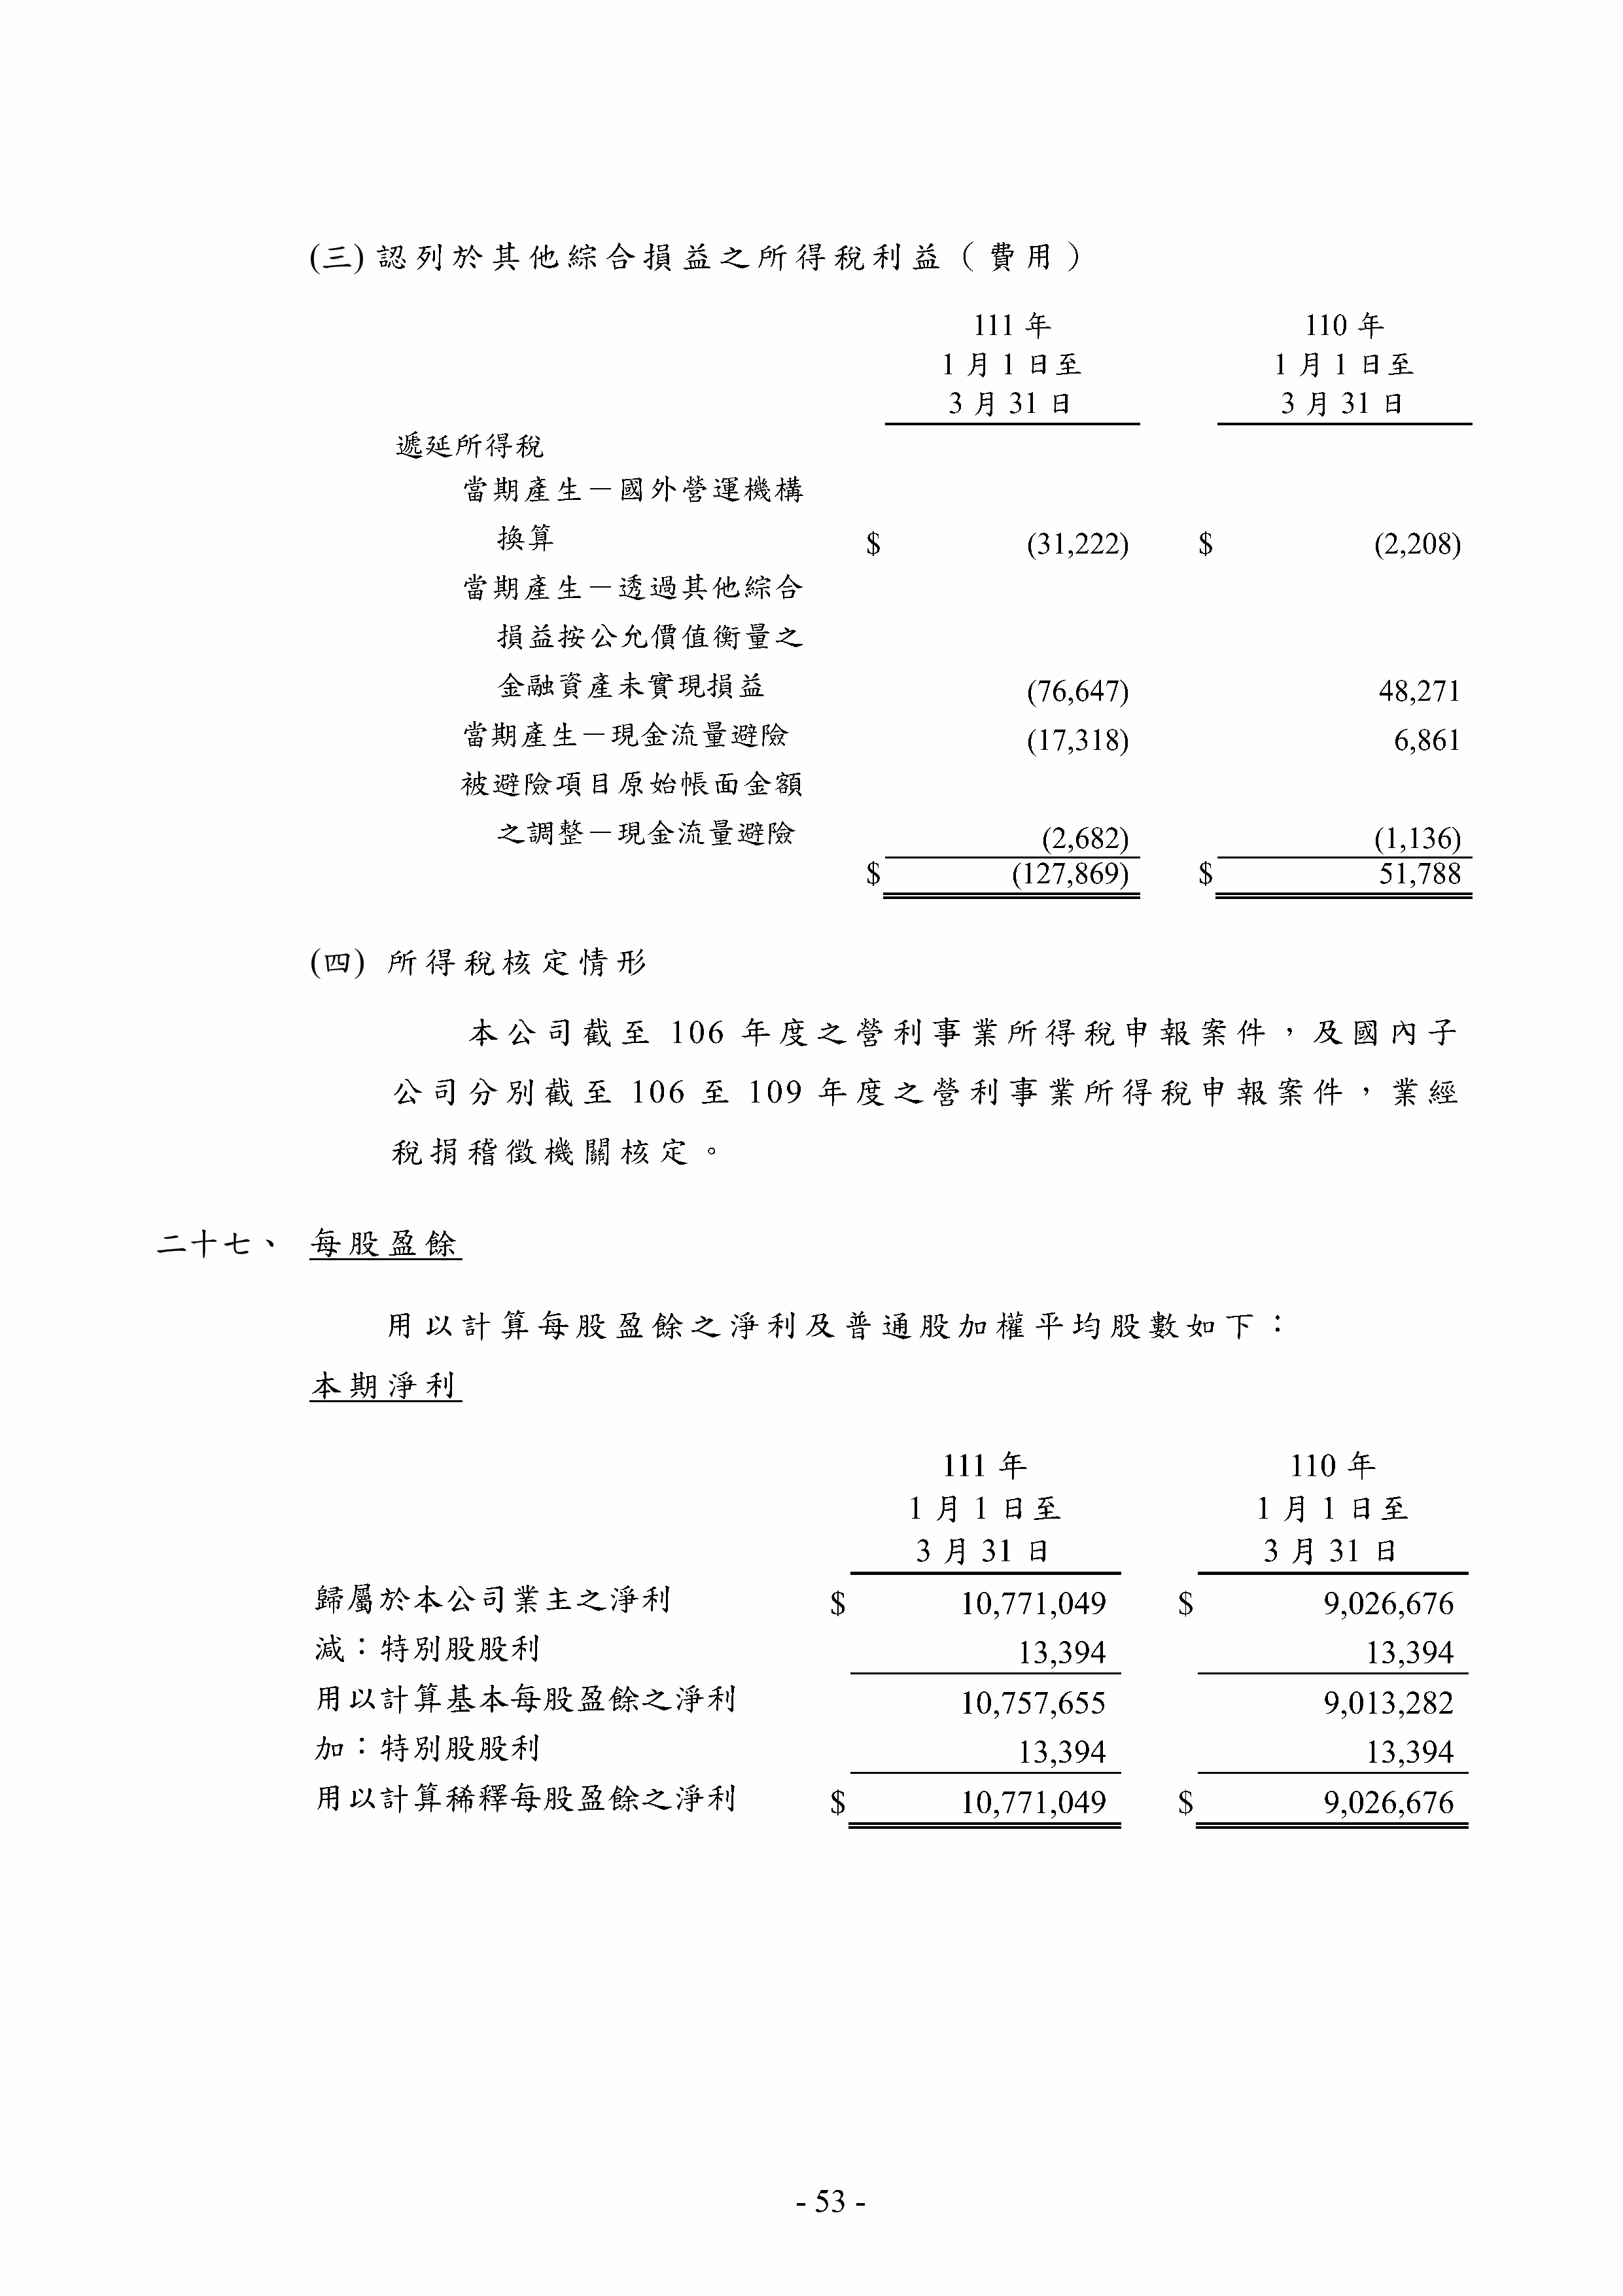 (三) 認列於其他綜合損益之所得稅利益（費用）
111 年 110 年
1 月 1 日至 1 月 1 日至
3 月 31 日 3 月 31 日
遞延所得稅
當期產生－國外營運機構
換算 $ (31,222) $ (2,208)
當期產生－透過其他綜合
損益按公允價值衡量之
金融資產未實現損益 (76,647) 48,271
當期產生－現金流量避險 (17,318) 6,861
被避險項目原始帳面金額
之調整－現金流量避險 (2,682) (1,136)
$ (127,869) $ 51,788
(四) 所得稅核定情形
本公司截至 106 年度之營利事業所得稅申報案件，及國內子
公司分別截至 106 至 109 年度之營利事業所得稅申報案件，業經
稅捐稽徵機關核定。
二十七、 每股盈餘
用以計算每股盈餘之淨利及普通股加權平均股數如下：
本期淨利
111 年 110 年
1 月 1 日至 1 月 1 日至
3 月 31 日 3 月 31 日
歸屬於本公司業主之淨利 $ 10,771,049 $ 9,026,676
減：特別股股利 13,394 13,394
用以計算基本每股盈餘之淨利 10,757,655 9,013,282
加：特別股股利 13,394 13,394
用以計算稀釋每股盈餘之淨利 $ 10,771,049 $ 9,026,676
- 53 -